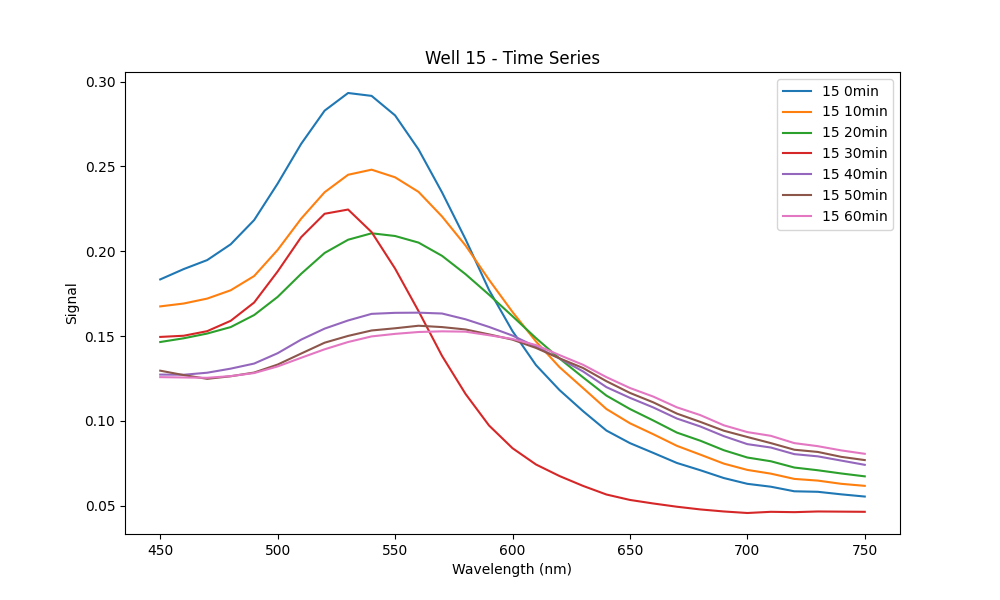 Well 15 - Time Series
Signal
0.30
0.25
0.20
0.15
0.10
0.05
15 0min
15 10min
15 20min
15 30min
15 40min
15 50min
15 60min
450 500 550 600 650 700 750
Wavelength (nm)